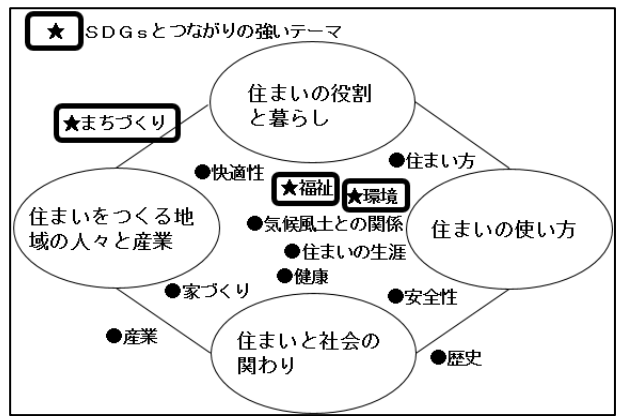 ★ SDGsとつながりの強いテーマ
住まいの役割
と暮らし
★まちづくり
●住まい方
●快適性
★福祉
★環境
住まいをつくる地
域の人々と産業
●気候風土との関係
住まいの使い方
●住まいの生涯
●健康
●家づくり
●安全性
●産業
住まいと社会の
関わり
●歴史